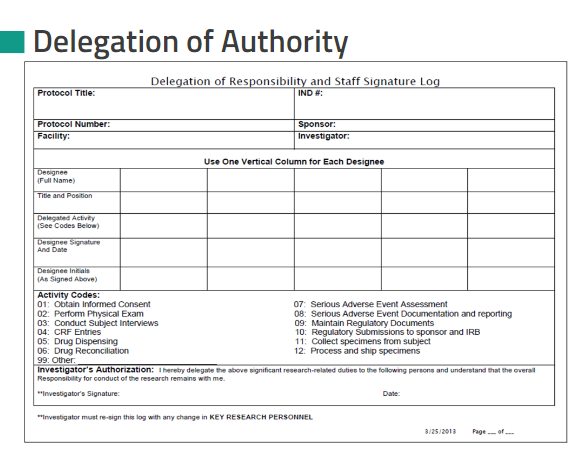 Delegation of Authority
Delegation of Responsibility and Staff Signature Log
Protocol Title: IND #:
Protocol Number: Sponsor:
Facility: Investigator:
Use One Vertical Column for Each Designee
Designee
(Full Name)
Title and Position
Delegated Activity
(See Codes Below)
Designee Signature
And Date
Designee Initials
(As Signed Above)
Activity Codes:
01: Obtain Informed Consent
02: Perform Physical Exam
03: Conduct Subject Interviews
04: CRF Entries
05: Drug Dispensing
06: Drug Reconciliation
99: Other:
07: Serious Adverse Event Assessment
08: Serious Adverse Event Documentation and reporting
09: Maintain Regulatory Documents
10: Regulatory Submissions to sponsor and IRB
11: Collect specimens from subject
12: Process and ship specimens
Investigator's Authorization: I hereby delegate the above significant research-related duties to the following persons and understand that the overall
Responsibility for conduct of the research remains with me.
**Investigator's Signature: Date:
**Investigator must re-sign this log with any change in KEY RESEARCH PERSONNEL
3/25/2013 Page ___ of ___